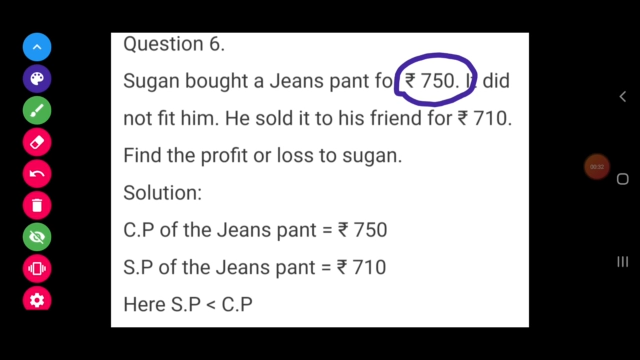 Question 6.
Sugan bought a Jeans pant for ₹ 750. It did
not fit him. He sold it to his friend for ₹ 710.
Find the profit or loss to sugan.
Solution:
C.P of the Jeans pant = ₹ 750
S.P of the Jeans pant = ₹ 710
Here S.P < C.P